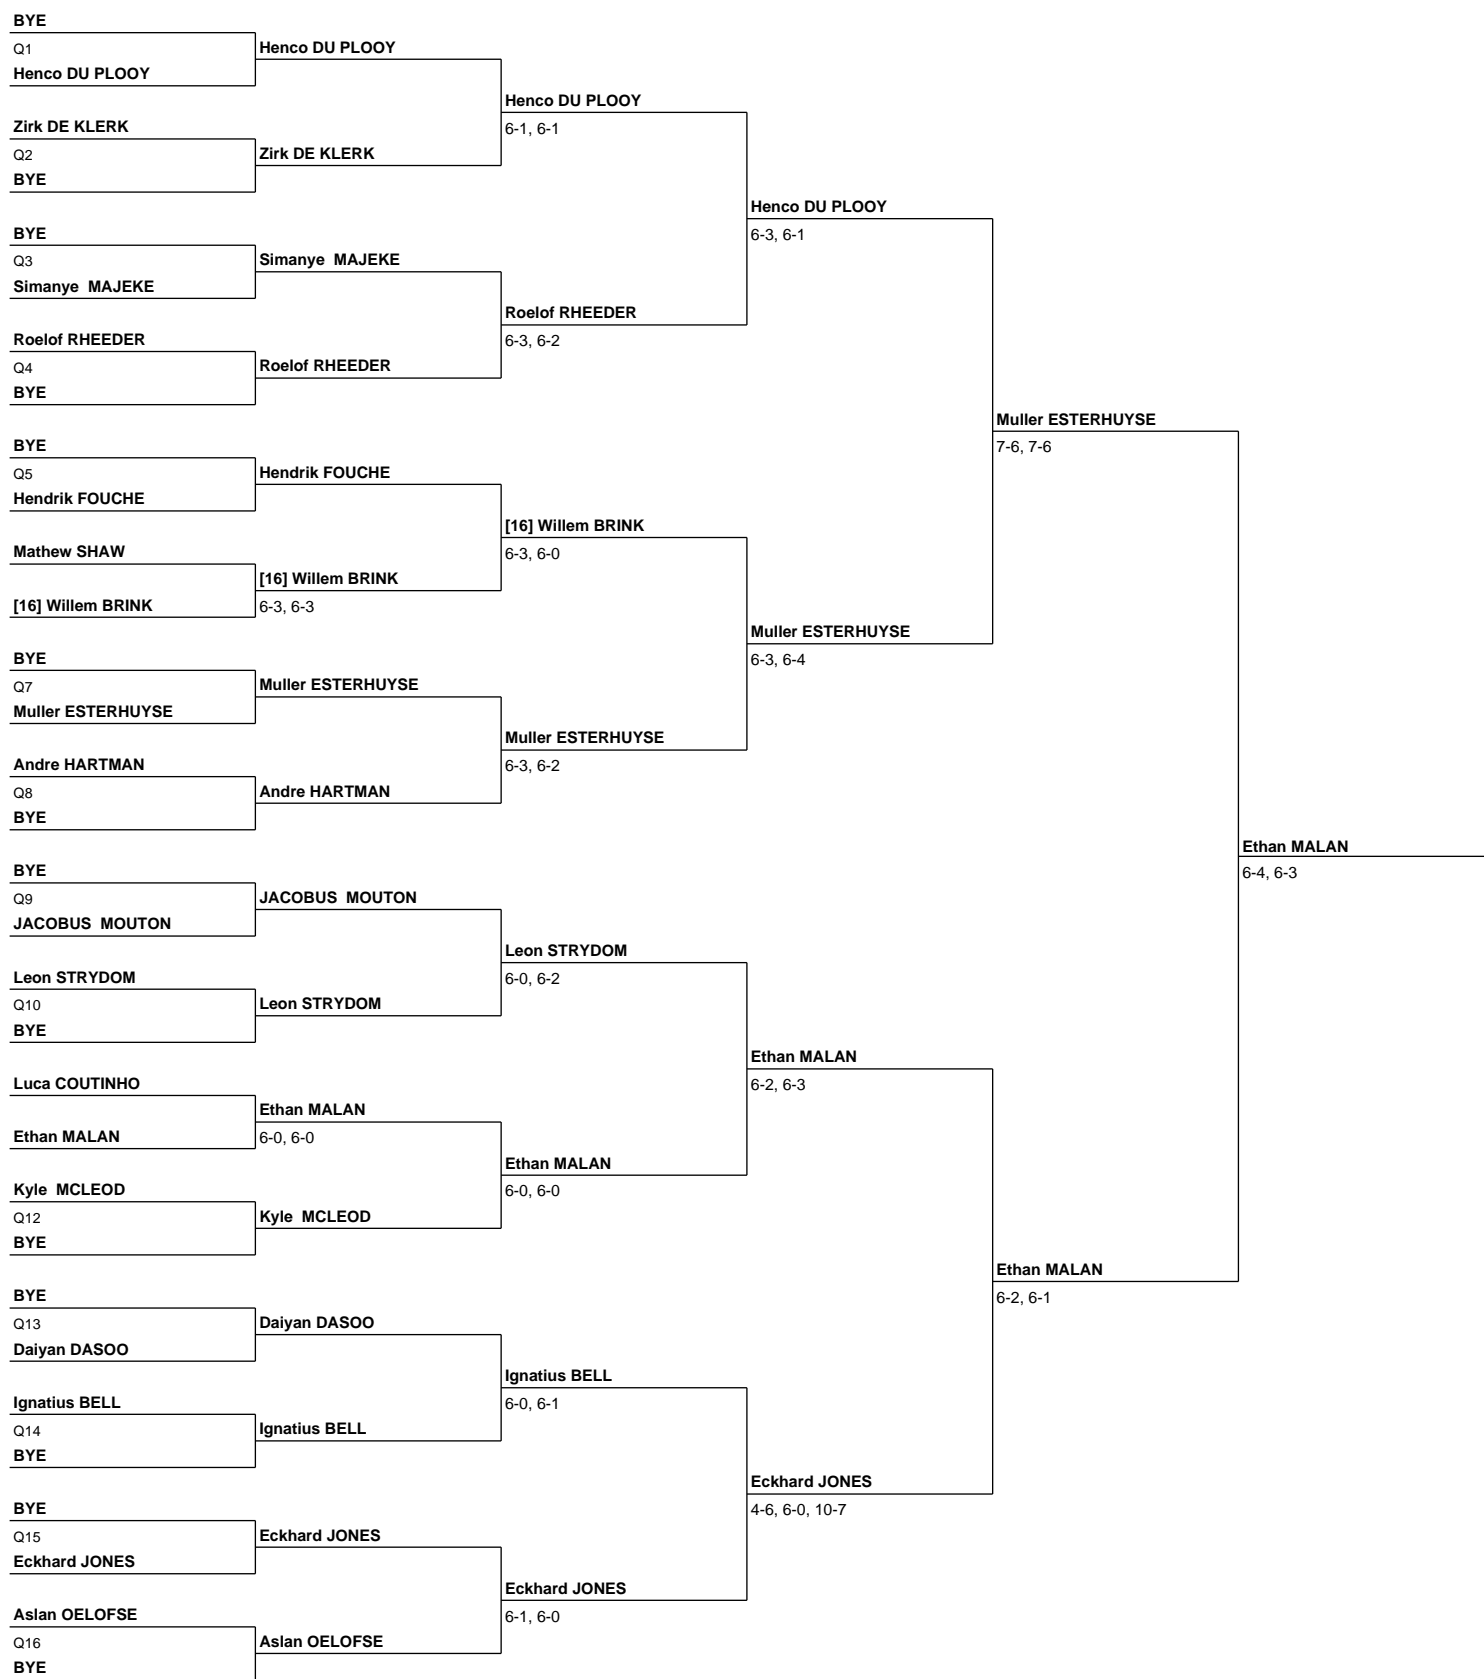 BYE
Q1
Henco DU PLOOY
Zirk DE KLERK
Q2
BYE
BYE
Q3
Simanye  MAJEKE
Roelof RHEEDER
Q4
BYE
BYE
Q5
Hendrik FOUCHE
Mathew SHAW
[16] Willem BRINK
BYE
Q7
Muller ESTERHUYSE
Andre HARTMAN
Q8
BYE
BYE
Q9
JACOBUS  MOUTON
Leon STRYDOM
Q10
BYE
Luca COUTINHO
Ethan MALAN
Kyle  MCLEOD
Q12
BYE
BYE
Q13
Daiyan DASOO
Ignatius BELL
Q14
BYE
BYE
Q15
Eckhard JONES
Aslan OELOFSE
Q16
BYE
Henco DU PLOOY
Zirk DE KLERK
Simanye  MAJEKE
Roelof RHEEDER
Hendrik FOUCHE
[16] Willem BRINK
6-3, 6-3
Muller ESTERHUYSE
Andre HARTMAN
JACOBUS  MOUTON
Leon STRYDOM
Ethan MALAN
6-0, 6-0
Kyle  MCLEOD
Daiyan DASOO
Ignatius BELL
Eckhard JONES
Aslan OELOFSE
Henco DU PLOOY
6-1, 6-1
Roelof RHEEDER
6-3, 6-2
[16] Willem BRINK
6-3, 6-0
Muller ESTERHUYSE
6-3, 6-2
Leon STRYDOM
6-0, 6-2
Ethan MALAN
6-0, 6-0
Ignatius BELL
6-0, 6-1
Eckhard JONES
6-1, 6-0
Henco DU PLOOY
6-3, 6-1
Muller ESTERHUYSE
6-3, 6-4
Ethan MALAN
6-2, 6-3
Eckhard JONES
4-6, 6-0, 10-7
Muller ESTERHUYSE
7-6, 7-6
Ethan MALAN
6-2, 6-1
Ethan MALAN
6-4, 6-3